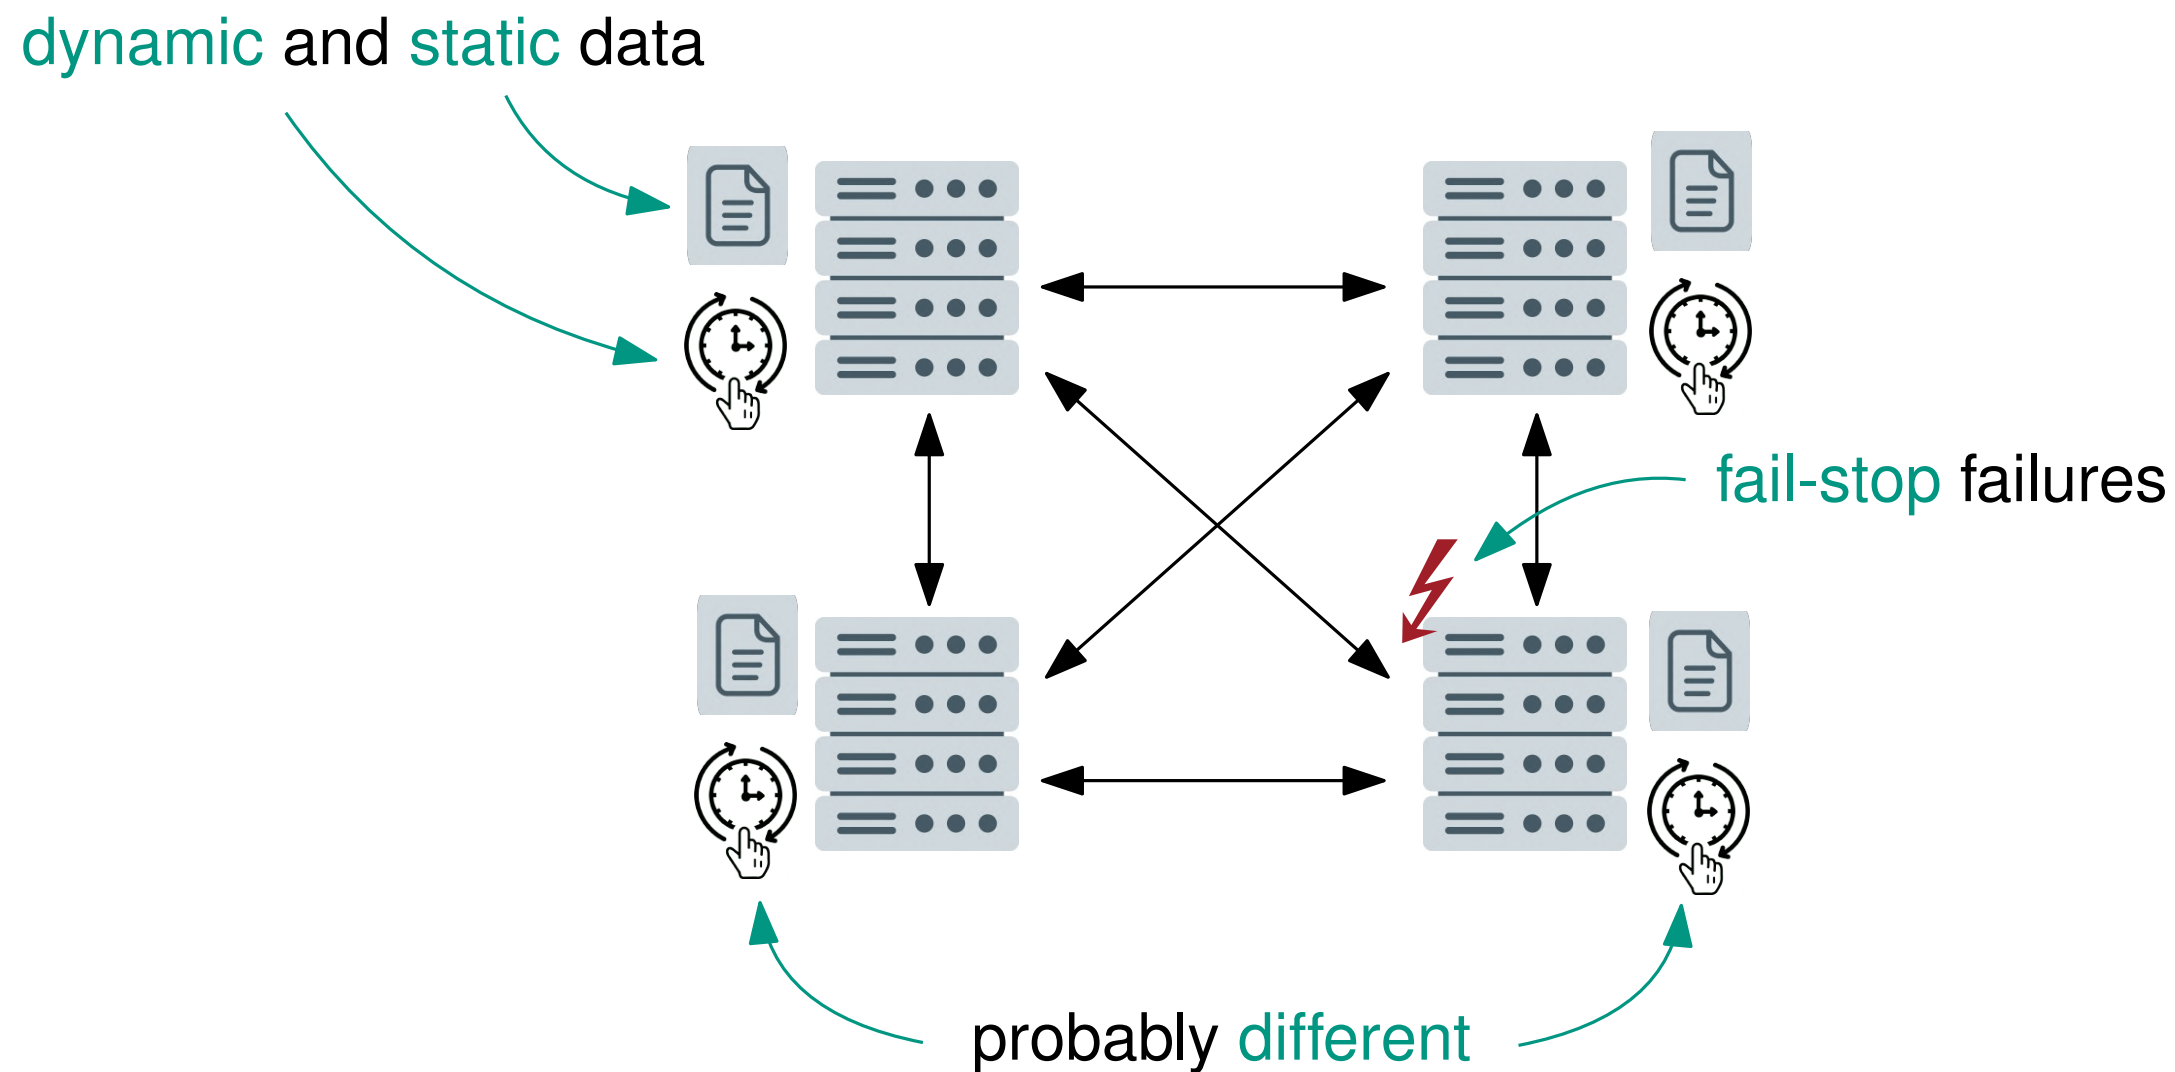 dynamic and static data
fail-stop failures
probably different